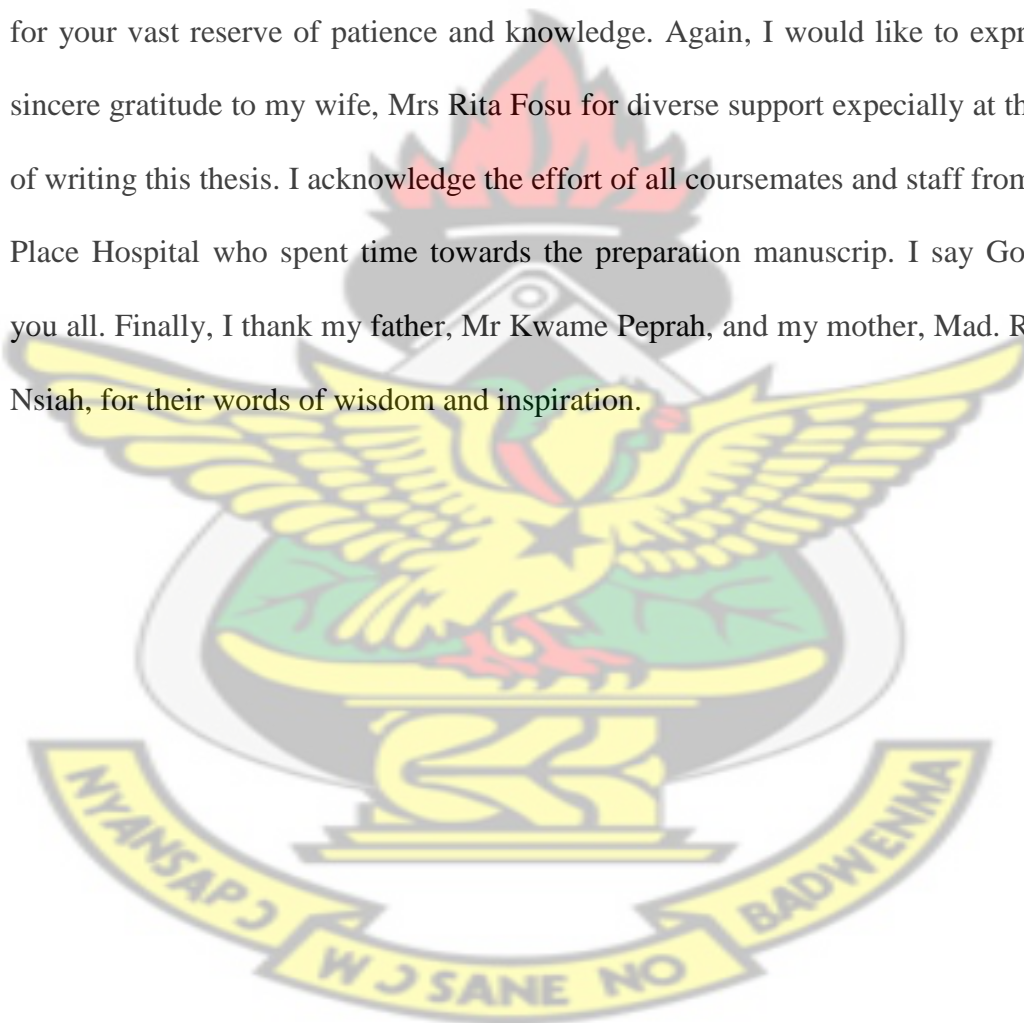 for your vast reserve of patience and knowledge. Again, I would like to expr
sincere gratitude to my wife, Mrs Rita Fosu for diverse support expecially at th
of writing this thesis. I acknowledge the effort of all coursemates and staff from
Place Hospital who spent time towards the preparation manuscrip. I say Go
you all. Finally, I thank my father, Mr Kwame Peprah, and my mother, Mad. R
Nsiah, for their words of wisdom and inspiration.
NYANSAPƆ
WƆSANE NO
BADWENMA